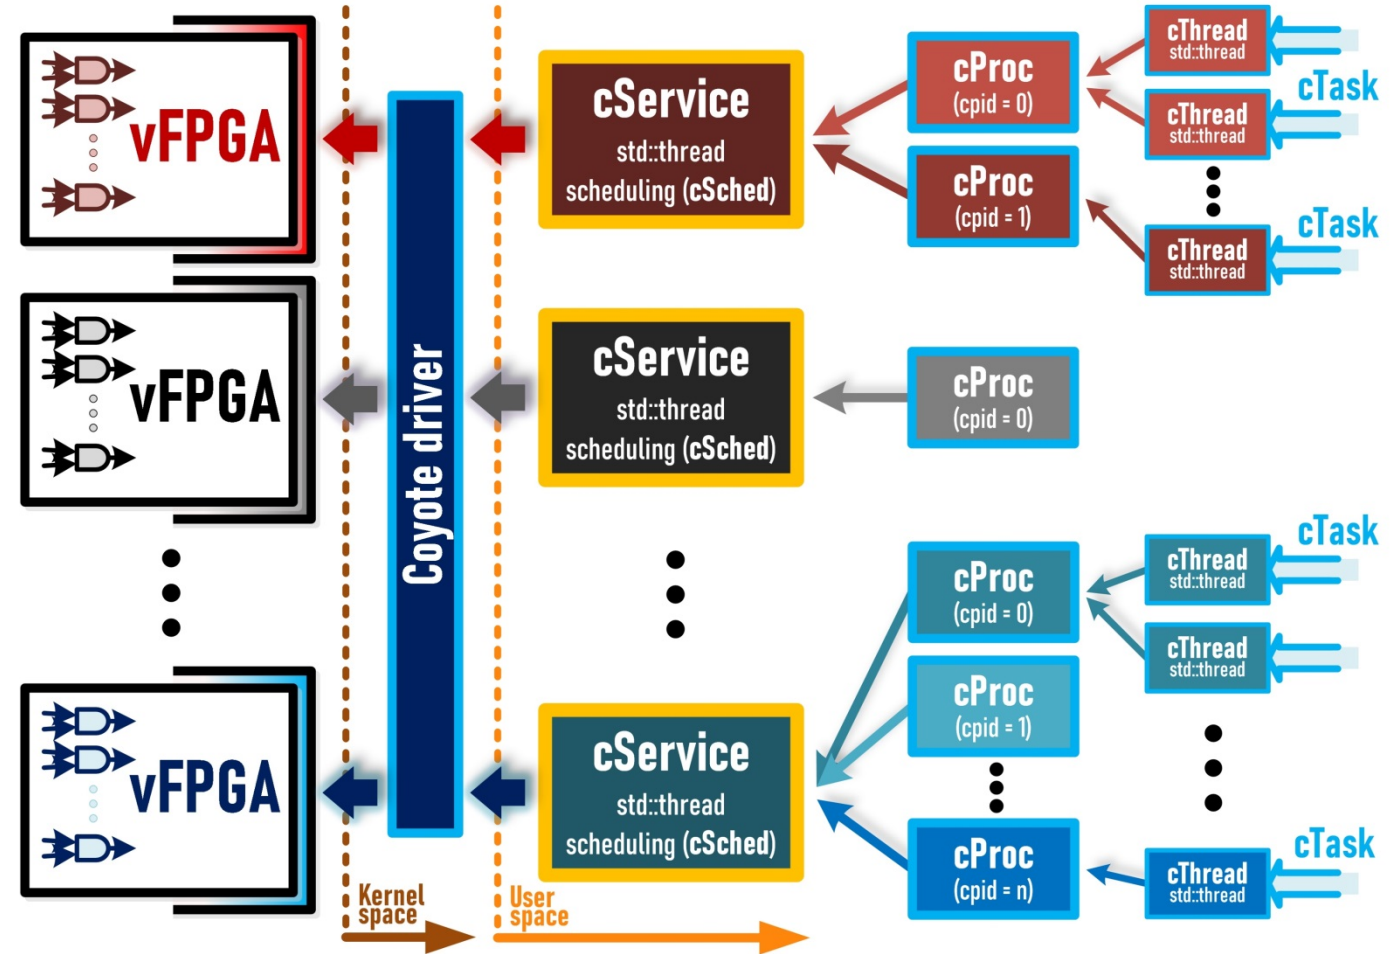 vFPGA
cService
std::thread
scheduling (cSched)
cProc
(cpid = 0)
cProc
(cpid = 1)
cThread
std::thread
cThread
std::thread
cThread
std::thread
cTask
cTask
vFPGA
cService
std::thread
scheduling (cSched)
cProc
(cpid = 0)
Coyote driver
vFPGA
cService
std::thread
scheduling (cSched)
cProc
(cpid = 0)
cProc
(cpid = 1)
cProc
(cpid = n)
cThread
std::thread
cThread
std::thread
cThread
std::thread
cTask
cTask
Kernel
space
User
space